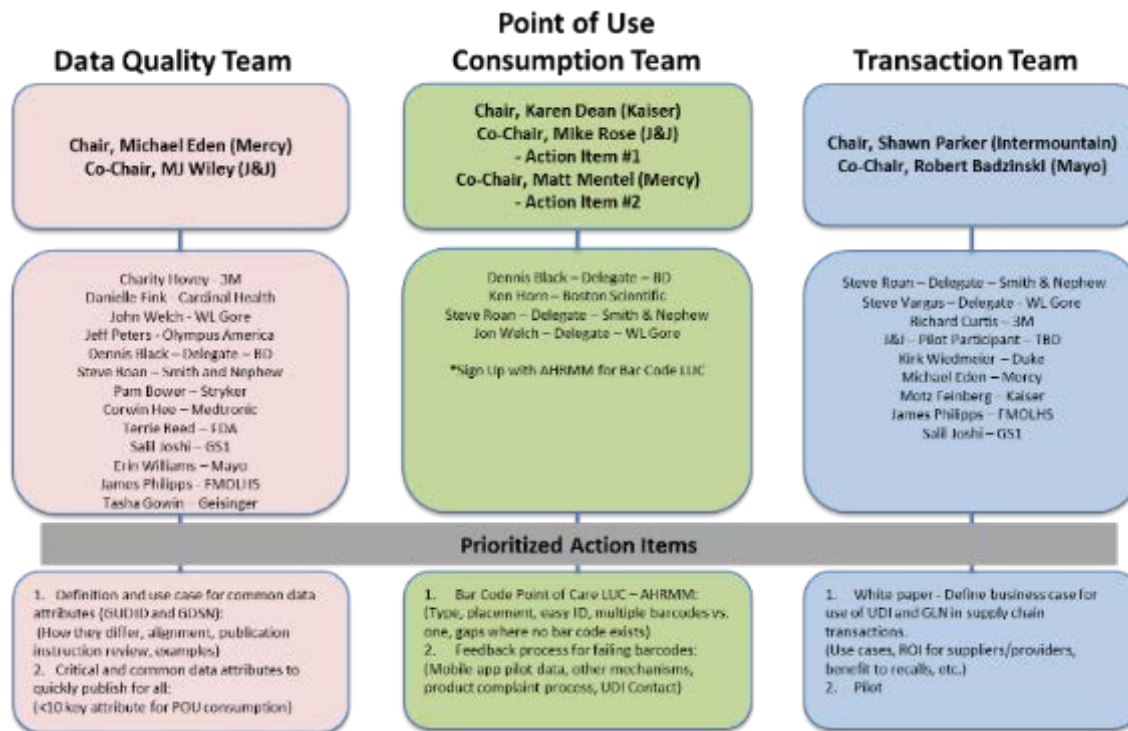 Data Quality Team
Chair, Michael Eden (Mercy)
Co-Chair, MJ Wiley (J&J)
Charity Hovey - 3M
Danielle Fink - Cardinal Health
John Welch - WL Gore
Jeff Peters - Olympus America
Dennis Black – Delegate – BD
Steve Roan – Smith and Nephew
Pam Bower – Stryker
Corwin Hee – Medtronic
Terrie Reed – FDA
Salil Joshi – GS1
Erin Williams – Mayo
James Philipps - FMOLHS
Tasha Gowin – Geisinger
Point of Use
Consumption Team
Chair, Karen Dean (Kaiser)
Co-Chair, Mike Rose (J&J)
- Action Item #1
Co-Chair, Matt Mentel (Mercy)
- Action Item #2
Dennis Black – Delegate – BD
Ken Horn – Boston Scientific
Steve Roan – Delegate – Smith & Nephew
Jon Welch – Delegate – WL Gore
*Sign Up with AHRMM for Bar Code LUC
Transaction Team
Chair, Shawn Parker (Intermountain)
Co-Chair, Robert Badzinski (Mayo)
Steve Roan – Delegate – Smith & Nephew
Steve Vargas – Delegate - WL Gore
Richard Curtis – 3M
J&J – Pilot Participant – TBD
Kirk Wiedmeier – Duke
Michael Eden – Mercy
Motz Feinberg – Kaiser
James Philipps – FMOLHS
Salil Joshi – GS1
Prioritized Action Items
1. Definition and use case for common data
attributes (GUDID and GDSN):
(How they differ, alignment, publication
instruction review, examples)
2. Critical and common data attributes to
quickly publish for all:
(<10 key attribute for POU consumption)
1. Bar Code Point of Care LUC – AHRMM:
(Type, placement, easy ID, multiple barcodes vs.
one, gaps where no bar code exists)
2. Feedback process for failing barcodes:
(Mobile app pilot data, other mechanisms,
product complaint process, UDI Contact)
1. White paper - Define business case for
use of UDI and GLN in supply chain
transactions.
(Use cases, ROI for suppliers/providers,
benefit to recalls, etc.)
2. Pilot